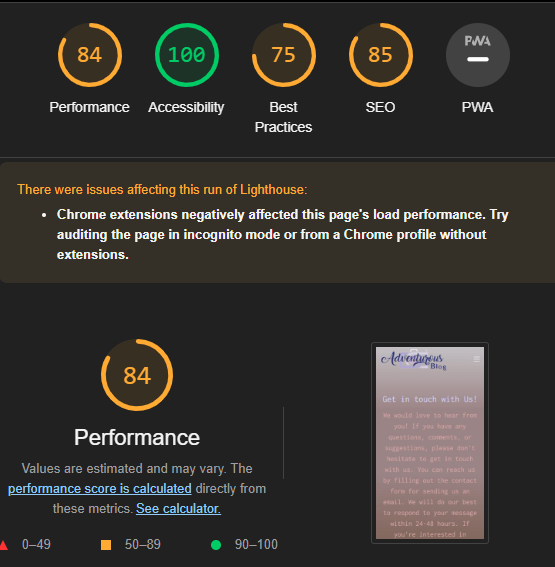 84
100
75
85
PWA
Performance
Accessibility
Best
Practices
SEO
PWA
There were issues affecting this run of Lighthouse:
• Chrome extensions negatively affected this page's load performance. Try
auditing the page in incognito mode or from a Chrome profile without
extensions.
84
Performance
Values are estimated and may vary. The
performance score is calculated directly from
these metrics. See calculator.
0–49
50–89
90–100
Adventurous
Blog
Get in touch with Us!
We would love to hear from
you! If you have any
questions, comments, or
suggestions, please don't
hesitate to get in touch
with us. You can reach us
by filling out the contact
form for sending us an
email. We will do our best
to respond to your message
within 24-48 hours. If
you're interested in